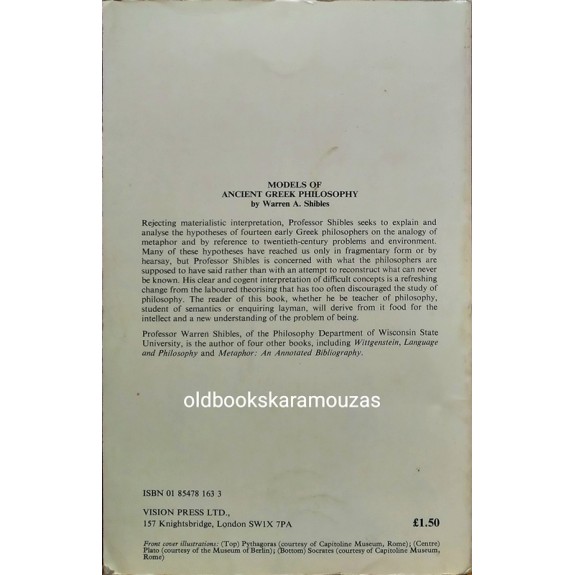 MODELS OF
ANCIENT GREEK PHILOSOPHY
by Warren A. Shibles
Rejecting materialistic interpretation, Professor Shibles seeks to explain and
analyse the hypotheses of fourteen early Greek philosophers on the analogy of
metaphor and by reference to twentieth-century problems and environment.
Many of these hypotheses have reached us only in fragmentary form or by
hearsay, but Professor Shibles is concerned with what the philosophers are
supposed to have said rather than with an attempt to reconstruct what can never
be known. His clear and cogent interpretation of difficult concepts is a refreshing
change from the laboured theorising that has too often discouraged the study of
philosophy. The reader of this book, whether he be teacher of philosophy,
student of semantics or enquiring layman, will derive from it food for the
intellect and a new understanding of the problem of being.
Professor Warren Shibles, of the Philosophy Department of Wisconsin State
University, is the author of four other books, including Wittgenstein, Language
and Philosophy and Metaphor: An Annotated Bibliography.
oldbookskaramouzas
ISBN 01 85478 163 3
VISION PRESS LTD.,
157 Knightsbridge, London SW1X 7PA
£1.50
Front cover illustrations: (Top) Pythagoras (courtesy of Capitoline Museum, Rome); (Centre)
Plato (courtesy of the Museum of Berlin); (Bottom) Socrates (courtesy of Capitoline Museum,
Rome)